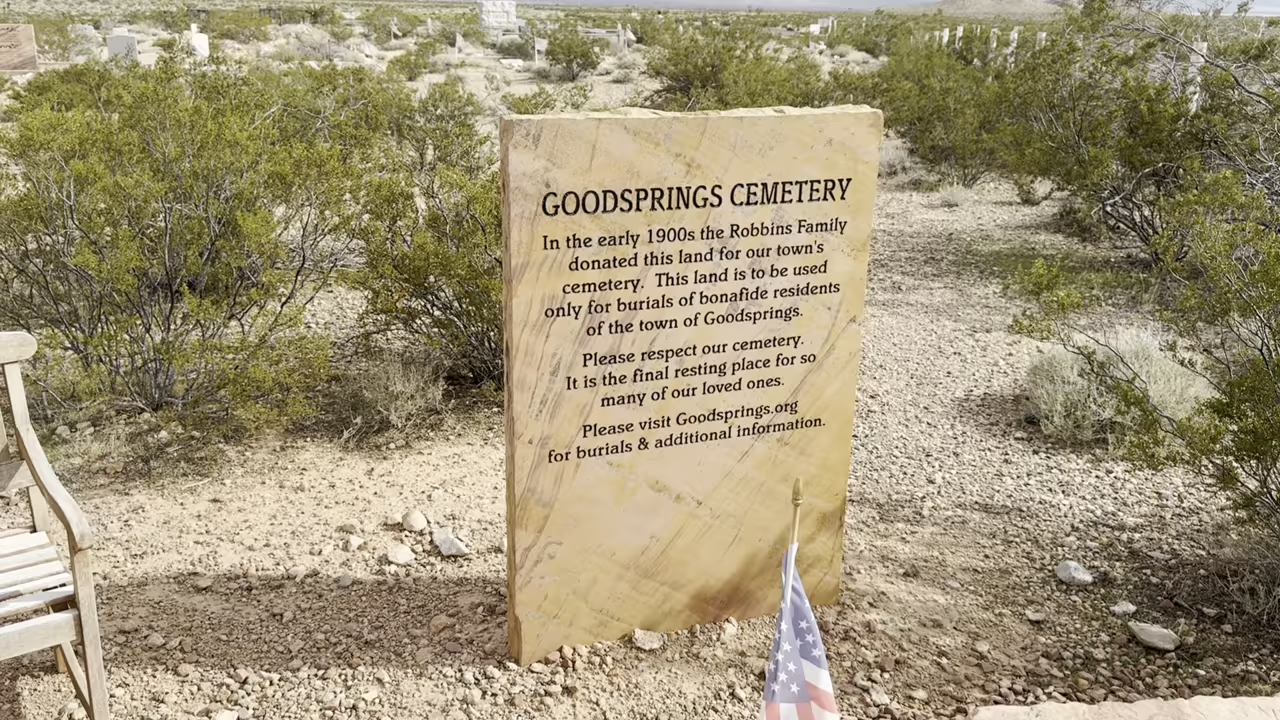 GOODSPRINGS CEMETERY
In the early 1900s the Robbins Family
donated this land for our town's
cemetery. This land is to be used
only for burials of bonafide residents
of the town of Goodsprings.
Please respect our cemetery.
It is the final resting place for so
many of our loved ones.
Please visit Goodsprings.org
for burials & additional information.